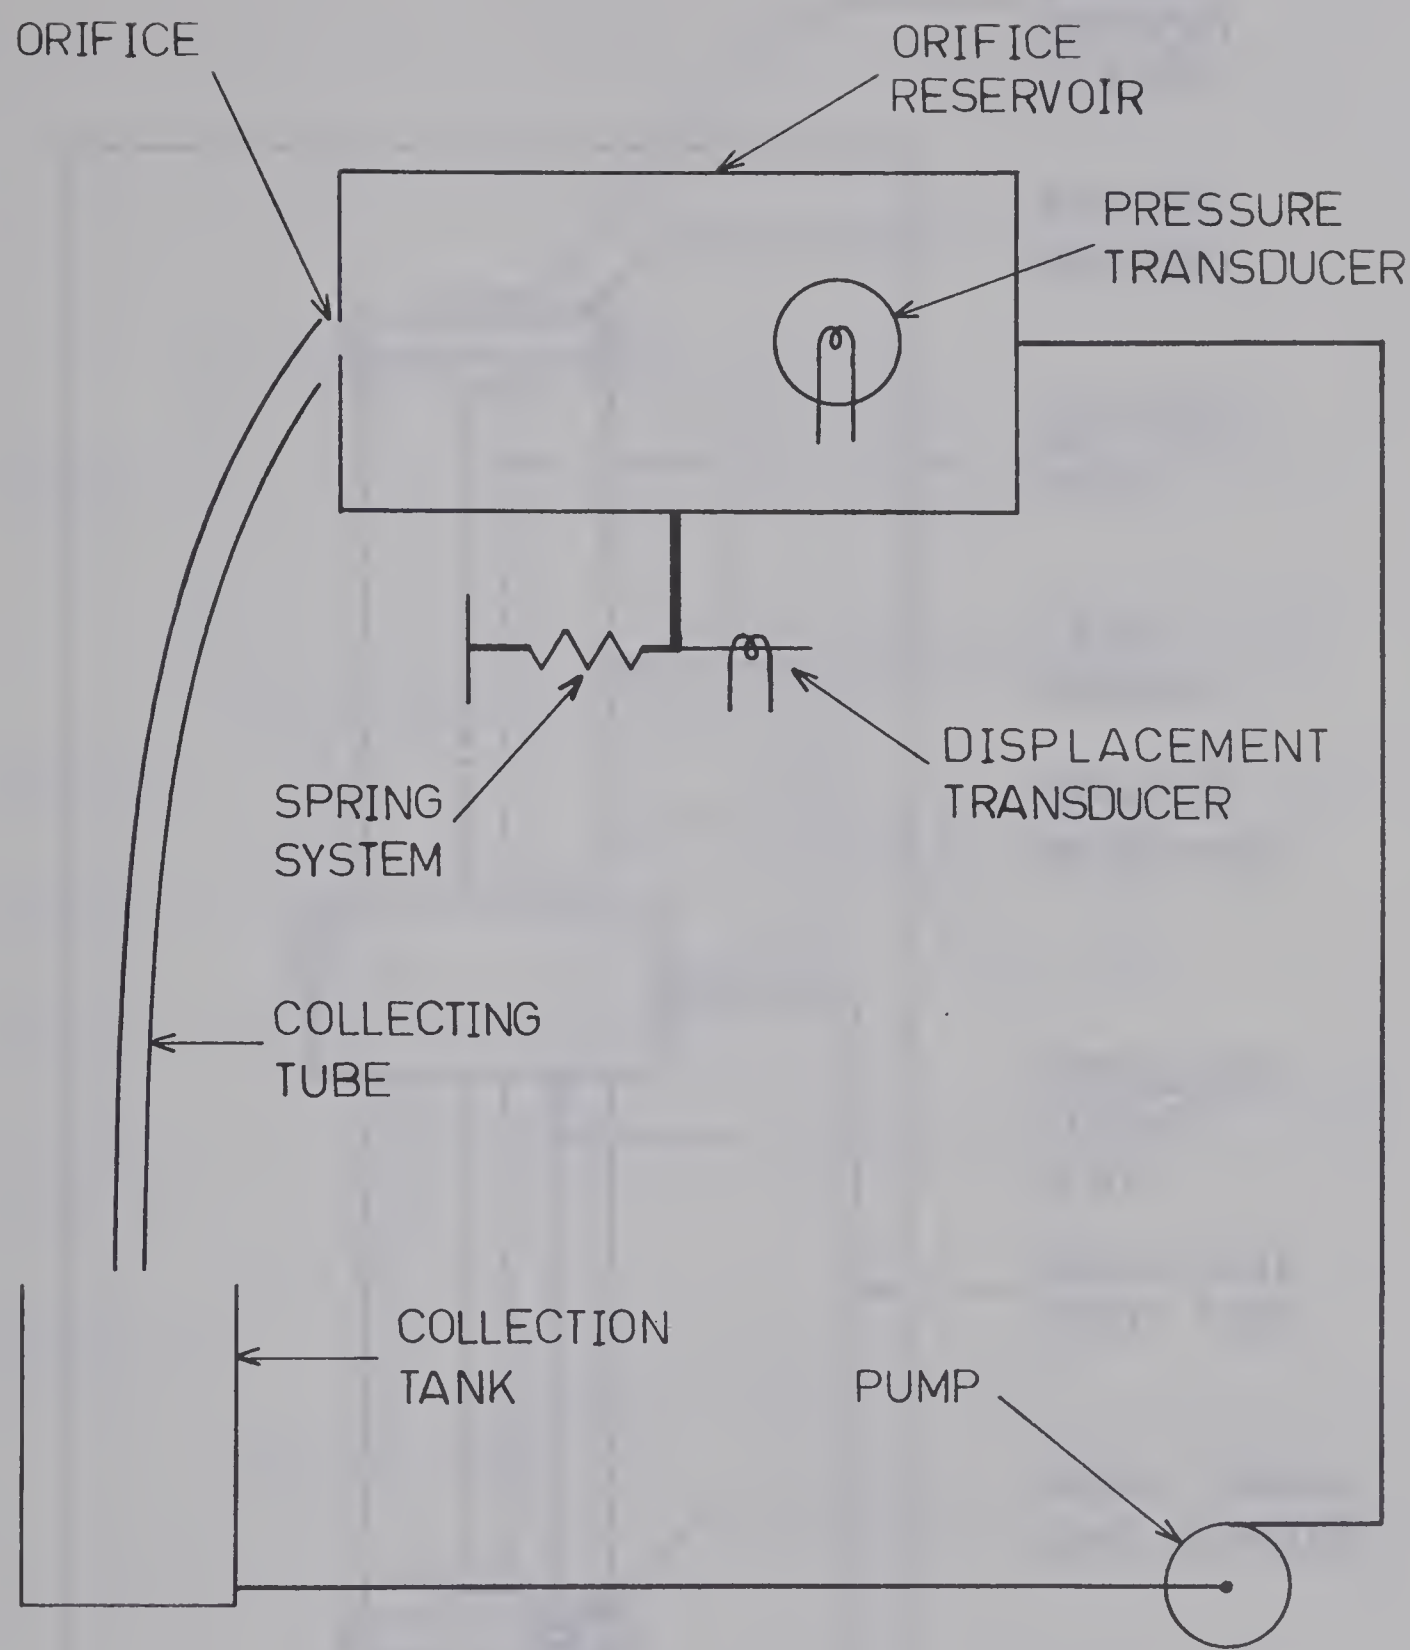 ORIFICE
ORIFICE
RESERVOIR
PRESSURE
TRANSDUCER
DISPLACEMENT
TRANSDUCER
SPRING
SYSTEM
COLLECTING
TUBE
COLLECTION
TANK
PUMP